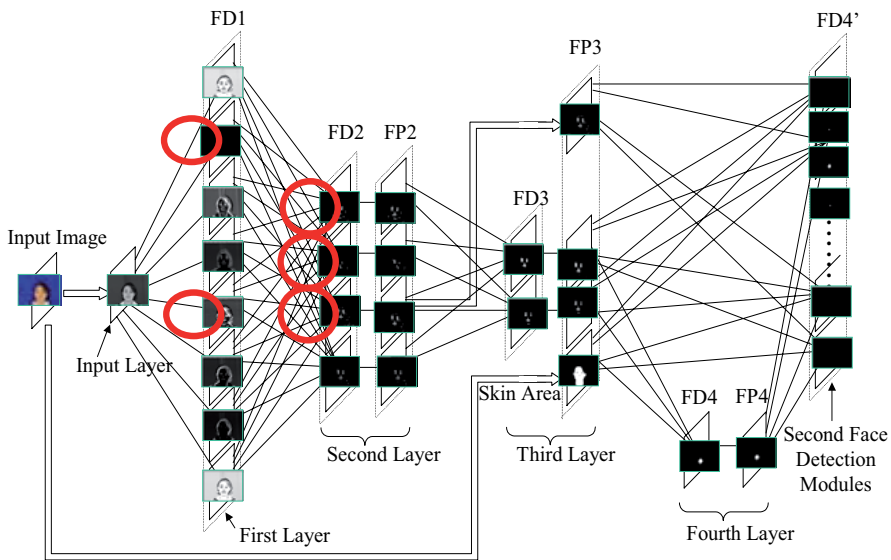 FD1
FD4’
FP3
FD2
FP2
FD3
Input Image
Input Layer
Skin Area
FD4
FP4
Second Layer
Third Layer
Second Face
Detection
Modules
First Layer
Fourth Layer